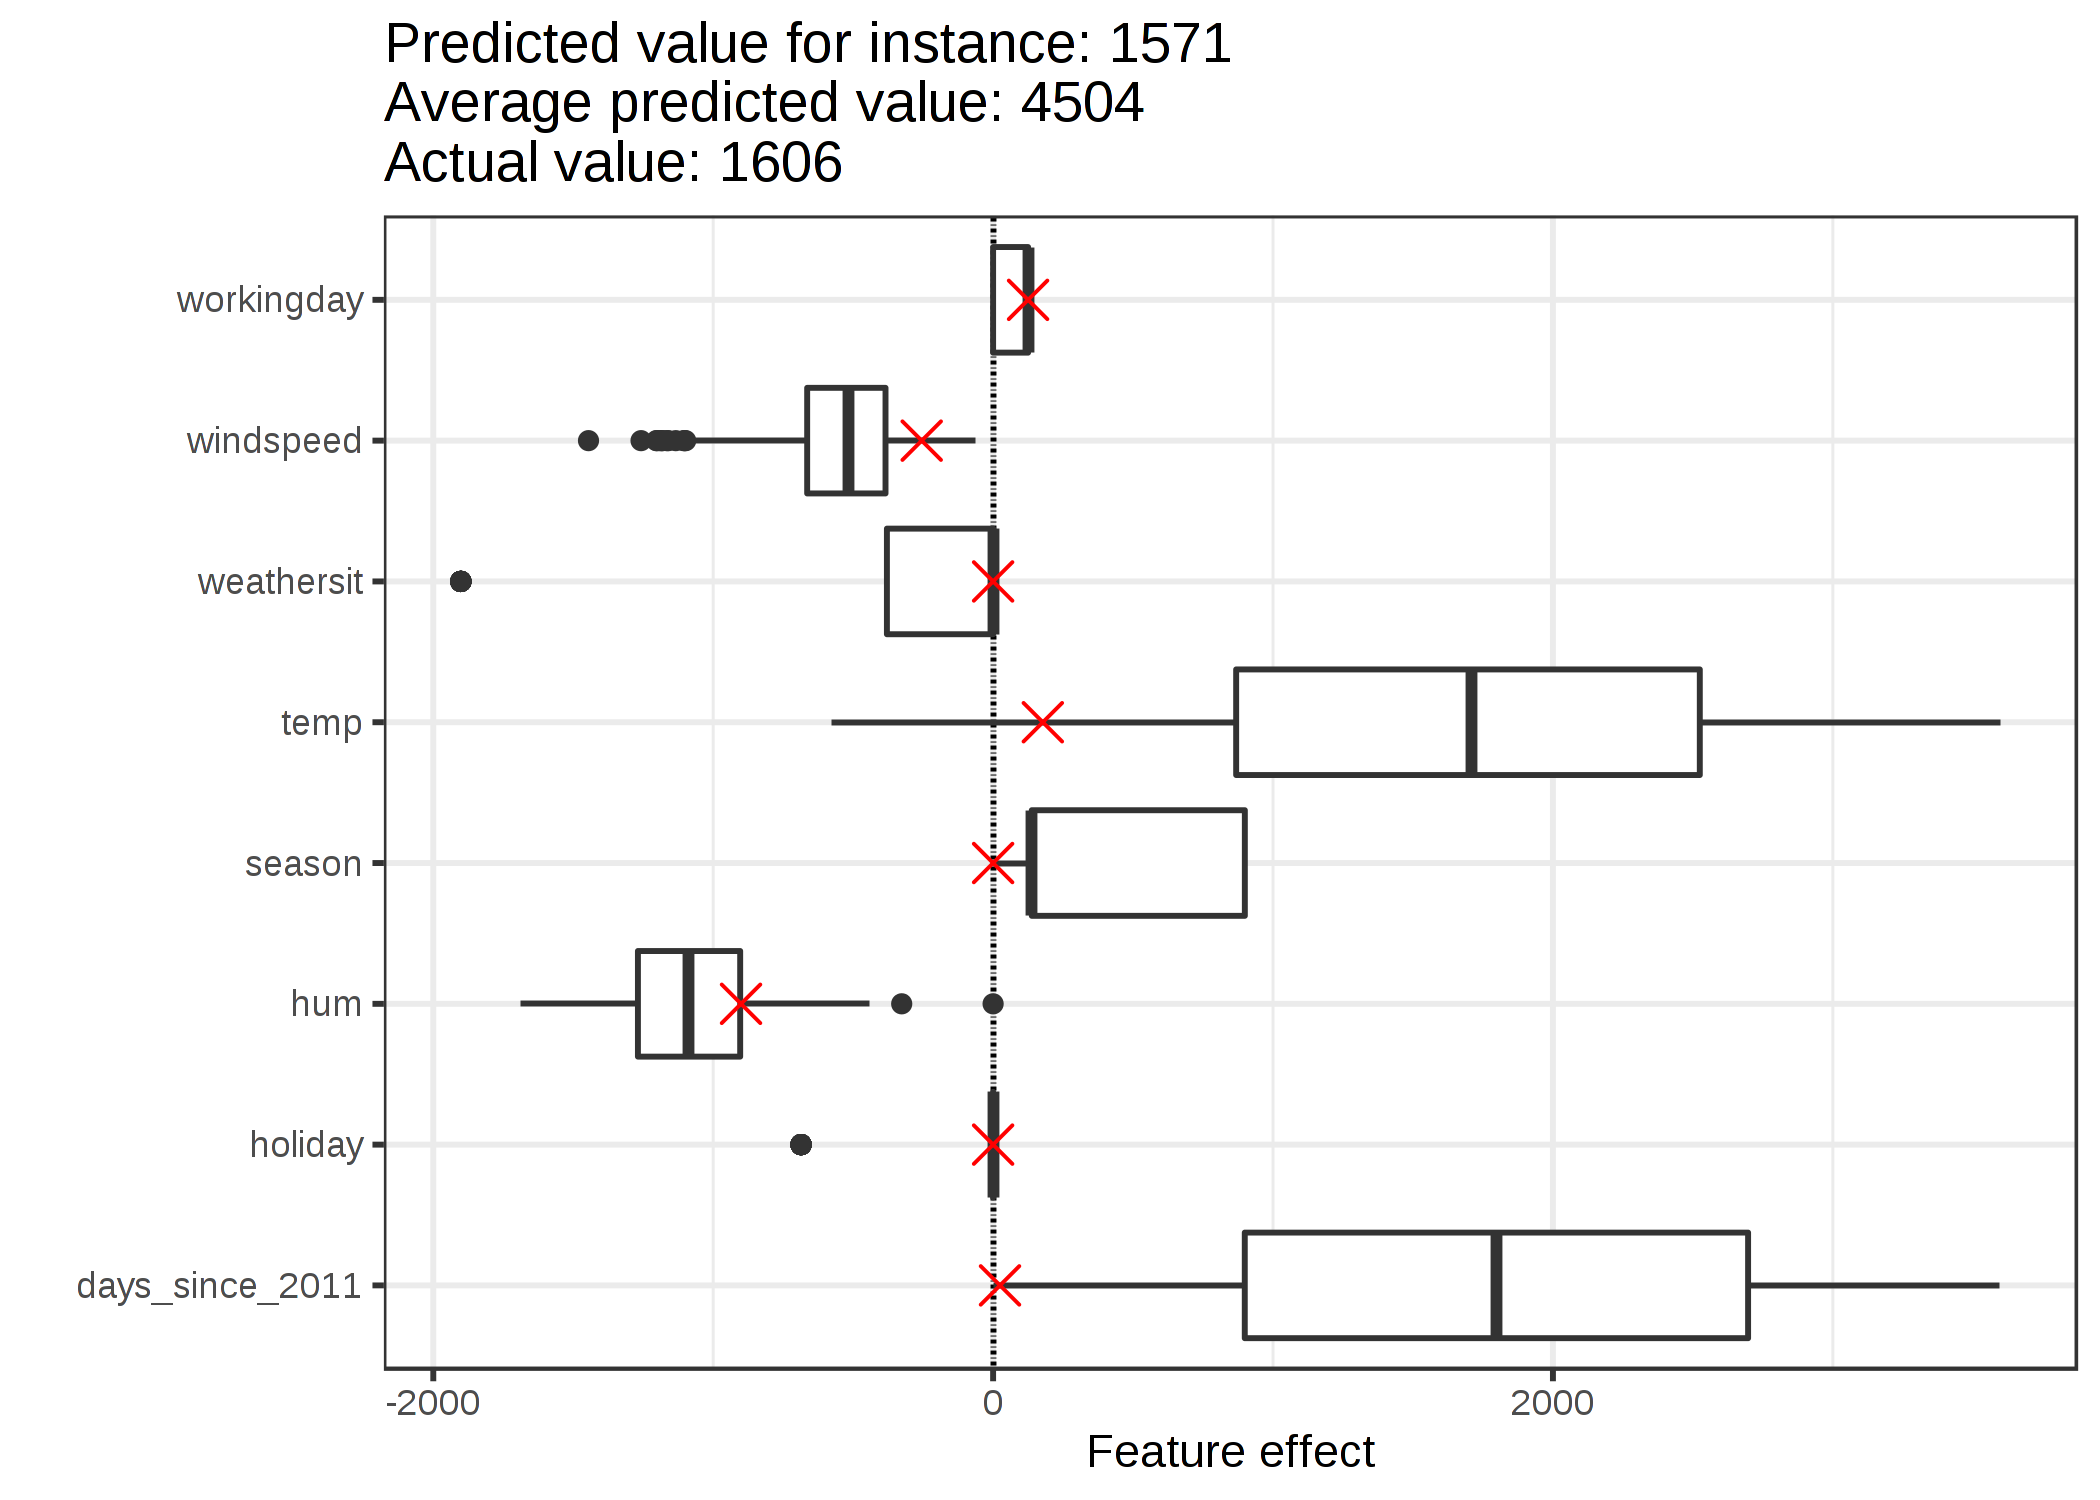 Predicted value for instance: 1571
Average predicted value: 4504
Actual value: 1606
workingday
windspeed
weathersit
temp
season
hum
holiday
days_since_2011
-2000 0 2000
Feature effect